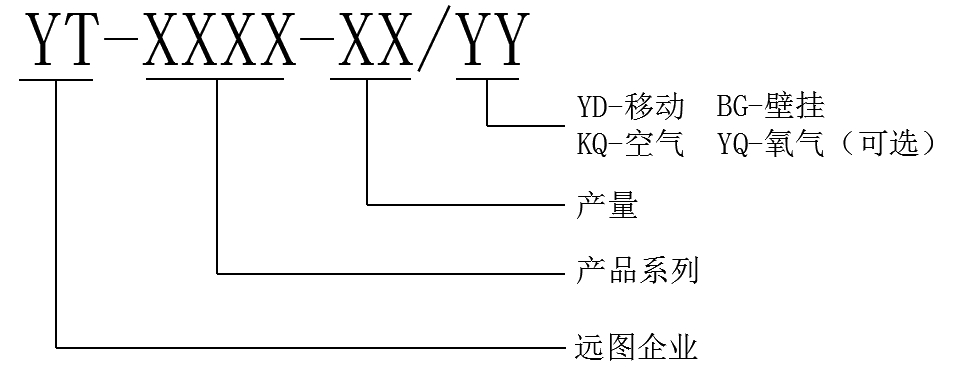 YT-XXXX-XX/YY
YD-移动 BG-壁挂
KQ-空气 YQ-氧气（可选）
产量
产品系列
远图企业